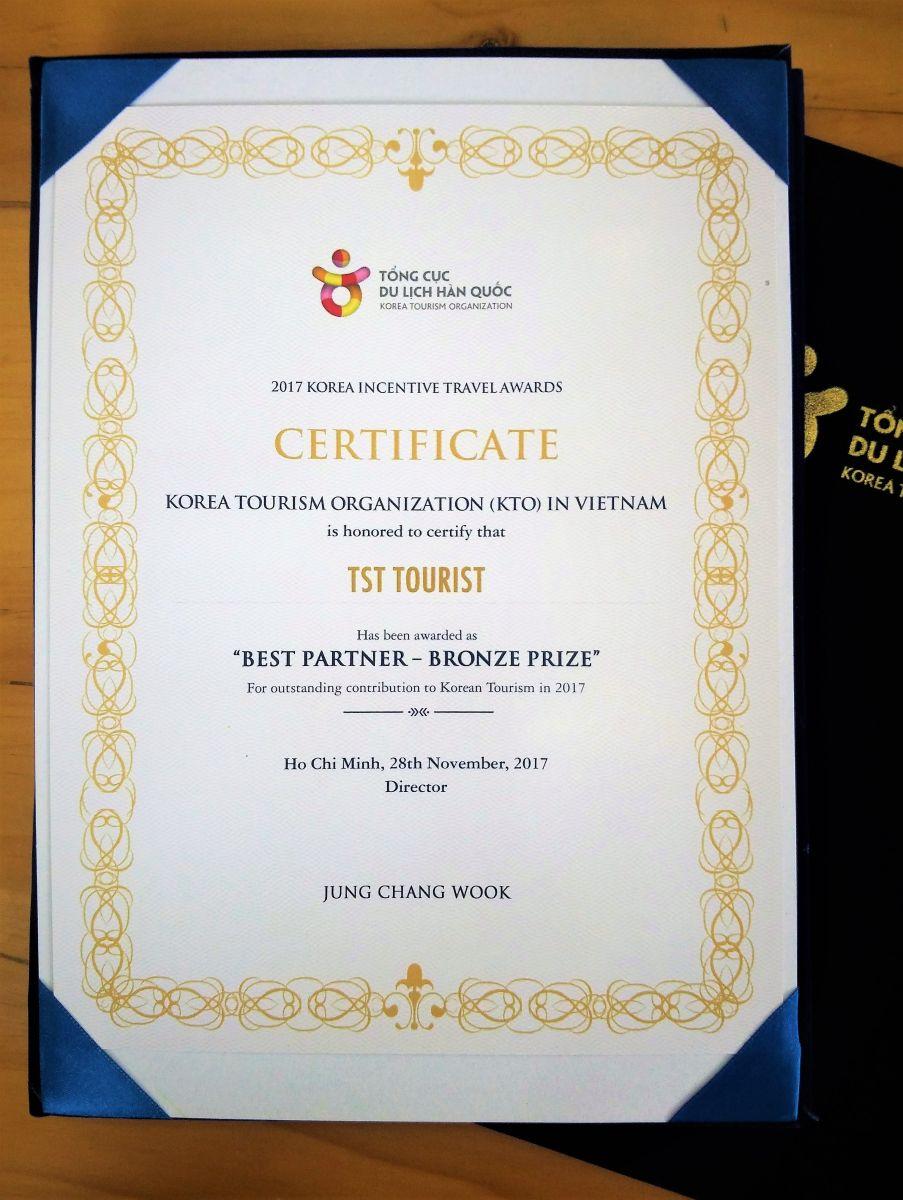 TỔNG CỤC
DU LỊCH HÀN QUỐC
KOREA TOURISM ORGANIZATION
2017 KOREA INCENTIVE TRAVEL AWARDS
CERTIFICATE
KOREA TOURISM ORGANIZATION (KTO) IN VIETNAM
is honored to certify that
TST TOURIST
Has been awarded as
“BEST PARTNER – BRONZE PRIZE”
For outstanding contribution to Korean Tourism in 2017
Ho Chi Minh, 28th November, 2017
Director
JUNG CHANG WOOK
DU
KOREA